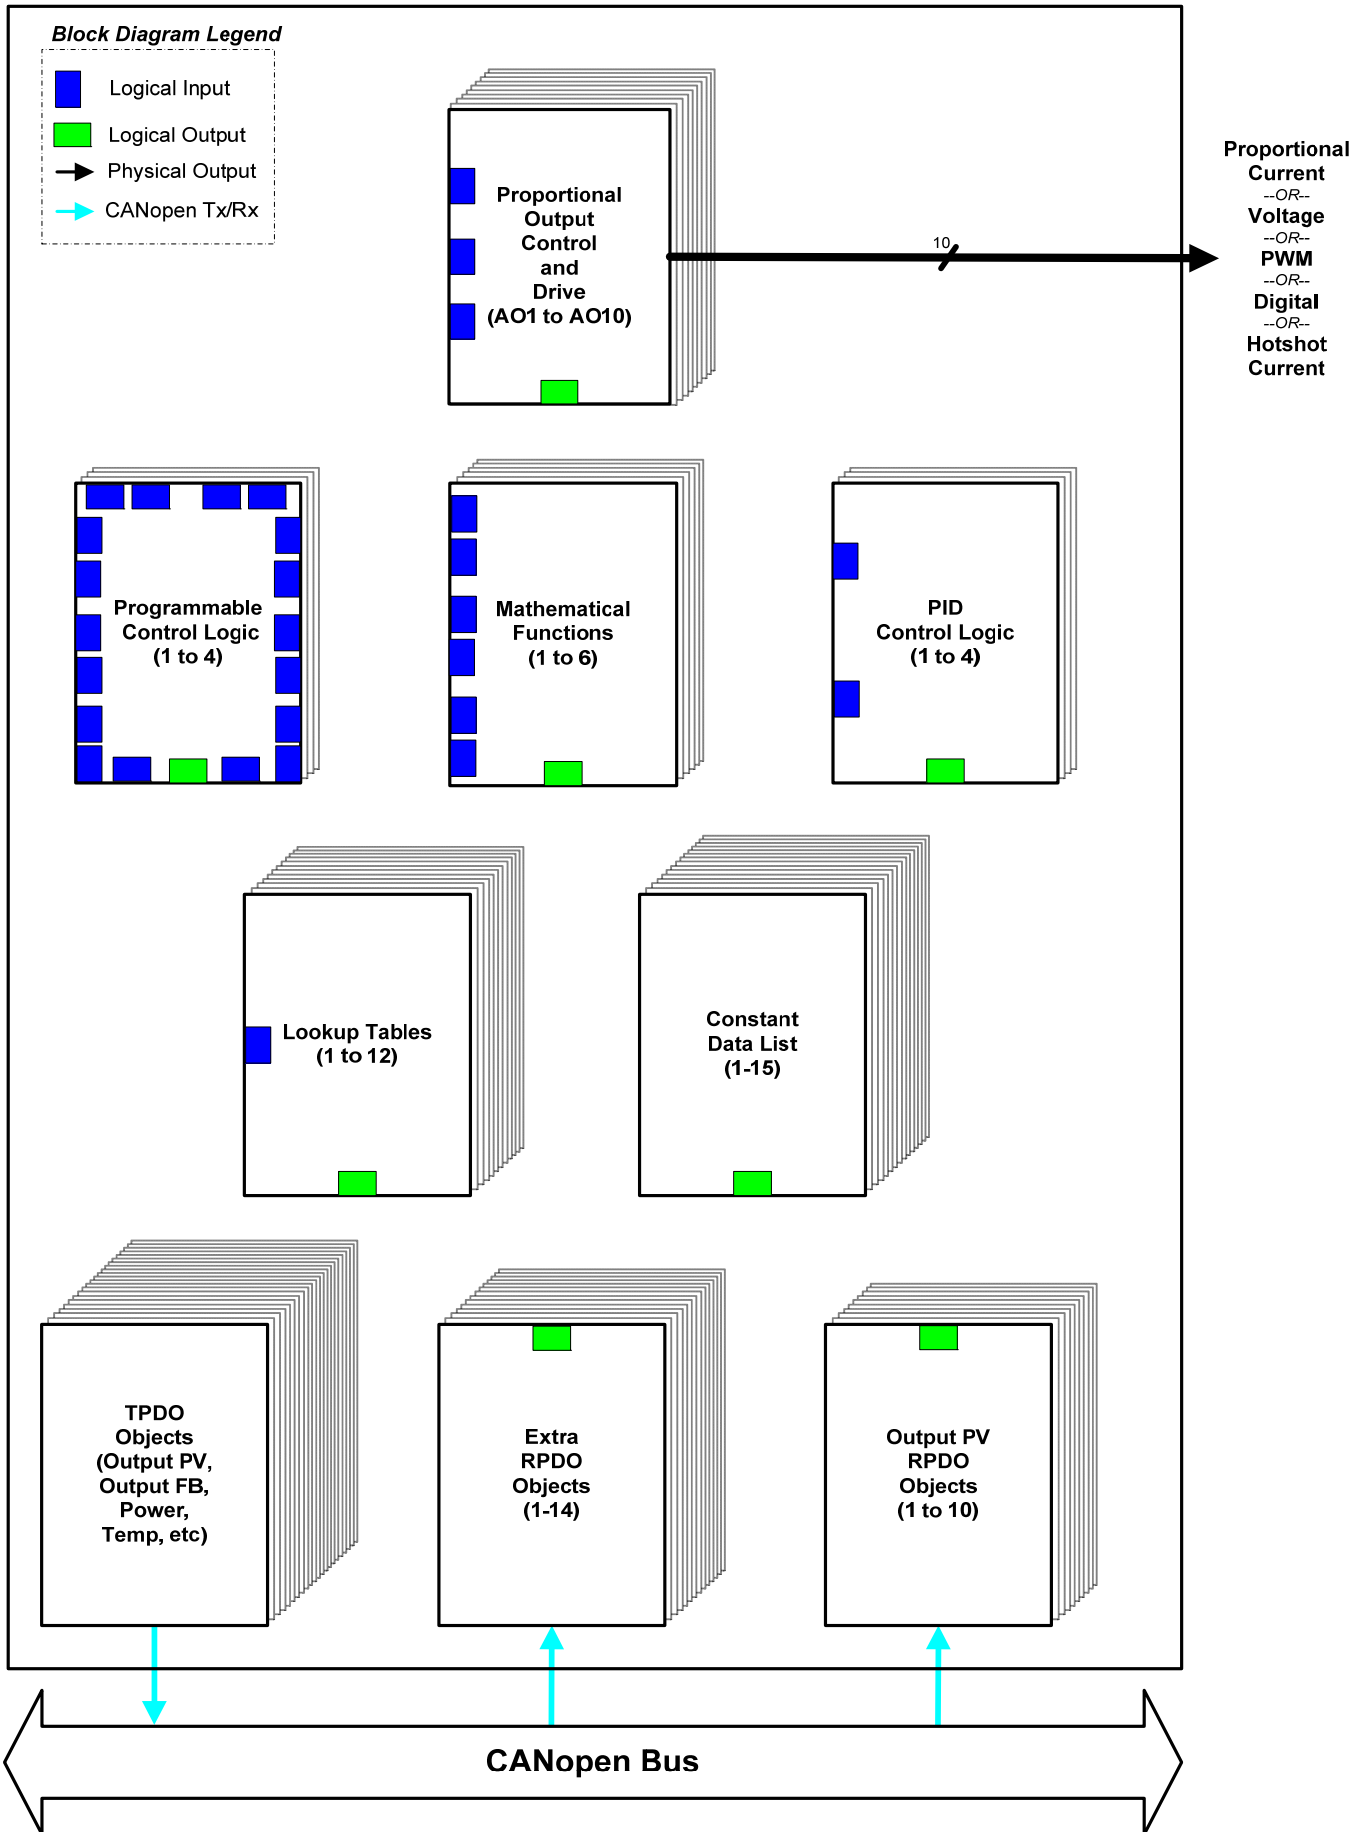 Block Diagram Legend
Logical Input
Logical Output
Physical Output
CANopen Tx/Rx
Proportional
Output
Control
and
Drive
(AO1 to AO10)
10
Proportional
Current
--OR--
Voltage
--OR--
PWM
--OR--
Digital
--OR--
Hotshot
Current
Programmable
Control Logic
(1 to 4)
Mathematical
Functions
(1 to 6)
PID
Control Logic
(1 to 4)
Lookup Tables
(1 to 12)
Constant
Data List
(1-15)
TPDO
Objects
(Output PV,
Output FB,
Power,
Temp, etc)
Extra
RPDO
Objects
(1-14)
Output PV
RPDO
Objects
(1 to 10)
CANopen Bus